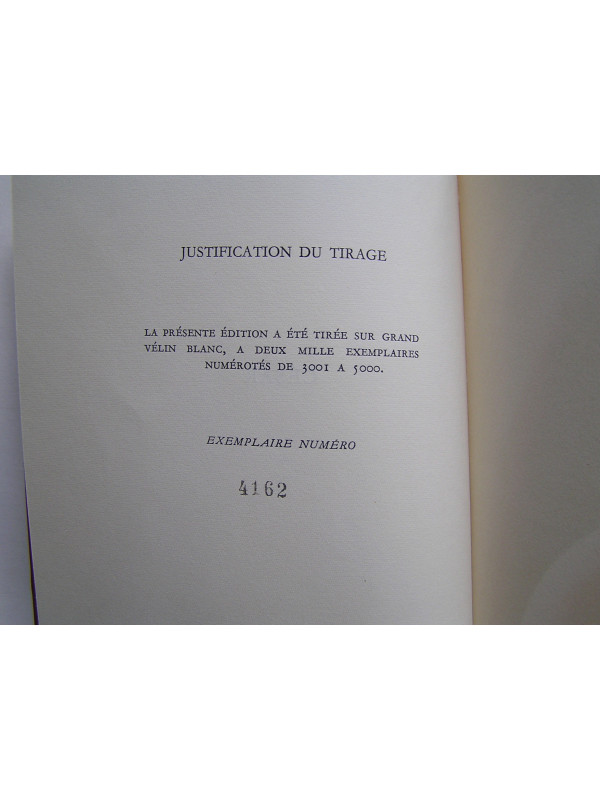 JUSTIFICATION DU TIRAGE
LA PRÉSENTE ÉDITION A ÉTÉ TIRÉE SUR GRAND
VÉLIN BLANC, A DEUX MILLE EXEMPLAIRES
NUMÉROTÉS DE 3001 A 5000.
EXEMPLAIRE NUMÉRO
4162